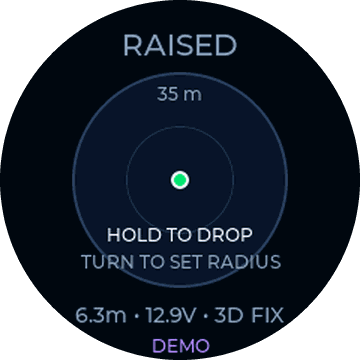 RAISED
35 m
HOLD TO DROP
TURN TO SET RADIUS
6.3m • 12.9V • 3D FIX
DEMO